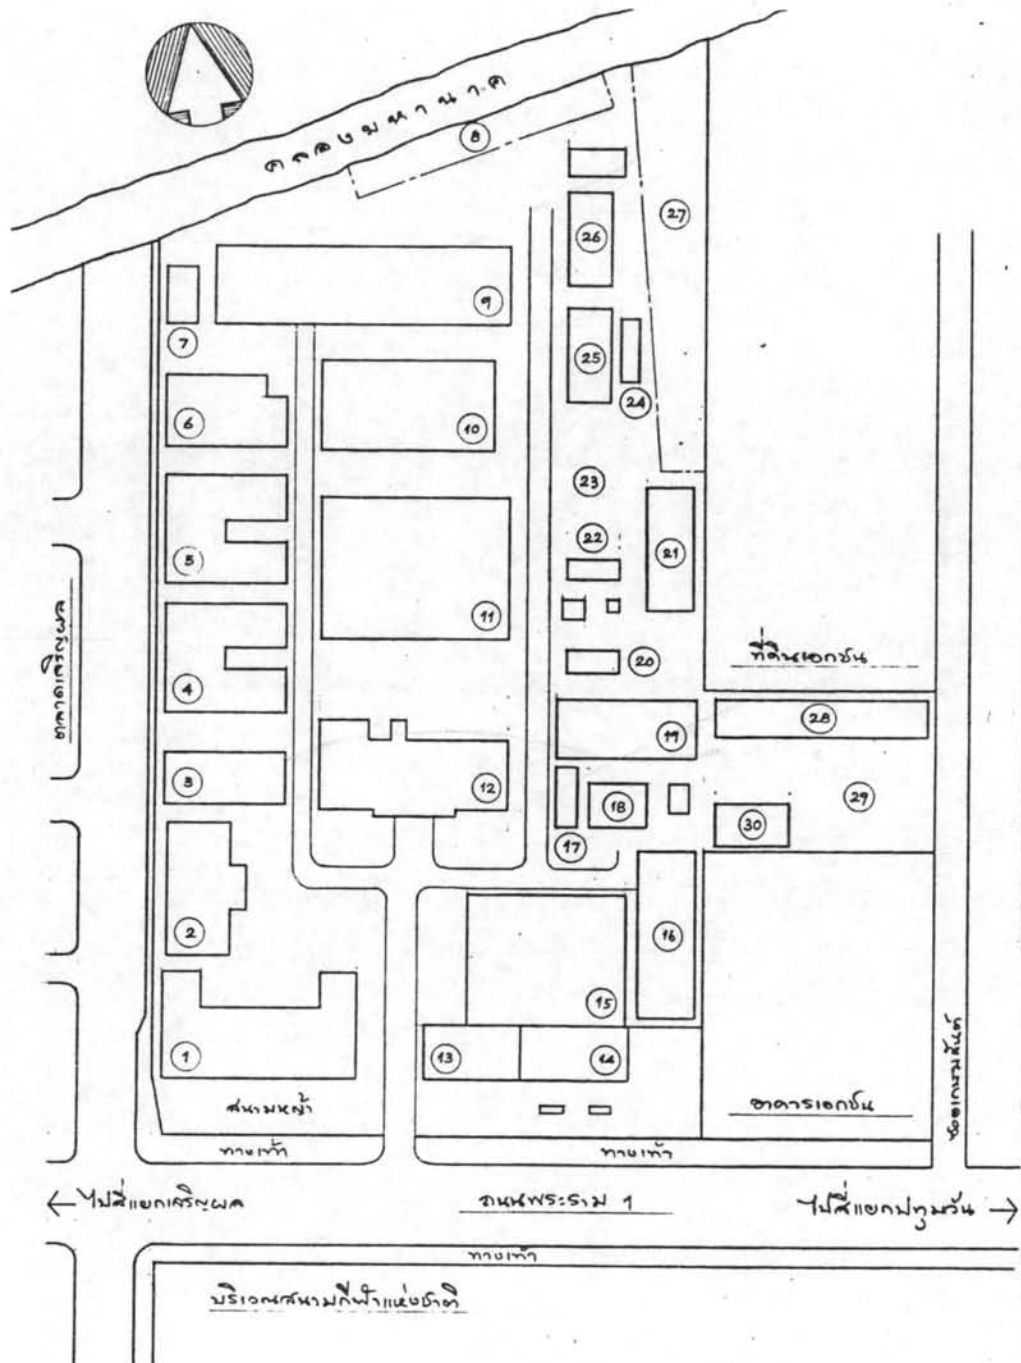 คลองมหานาค
8
27
26
9
7
25
24
6
10
23
22
5
21
11
ตลาดเจริญผล
20
ที่ดินเอกชน
4
19
28
3
12
18
29
30
17
2
16
15
1
13
14
สนามหญ้า
อาคารเอกชน
ซอยเกษมสันต์
ทางเท้า
ทางเท้า
← ไปสี่แยกเจริญผล
ถนนพระราม 1
ไปสี่แยกปทุมวัน →
ทางเท้า
บริเวณสนามกีฬาแห่งชาติ